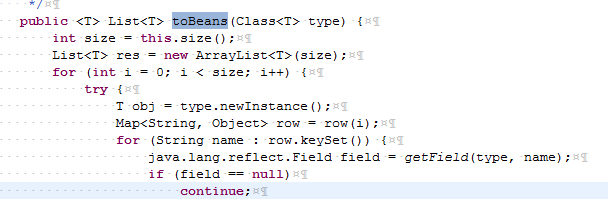 */¤¶
public <T> List<T> toBeans(Class<T> type) {¤¶
int size = this.size();¤¶
List<T> res = new ArrayList<T>(size);¤¶
for (int i = 0; i < size; i++) {¤¶
try {¤¶
T obj = type.newInstance();¤¶
Map<String, Object> row = row(i);¤¶
for (String name : row.keySet()) {¤¶
java.lang.reflect.Field field = getField(type, name);¤¶
if (field == null)¤¶
continue;¤¶